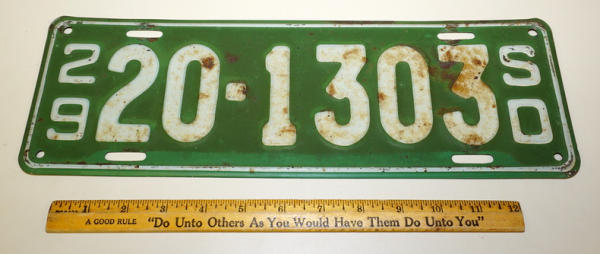 29 20·1303 SD
1 2 3 4 5 6 7 8 9 10 11 12
A GOOD RULE "Do Unto Others As You Would Have Them Do Unto You"